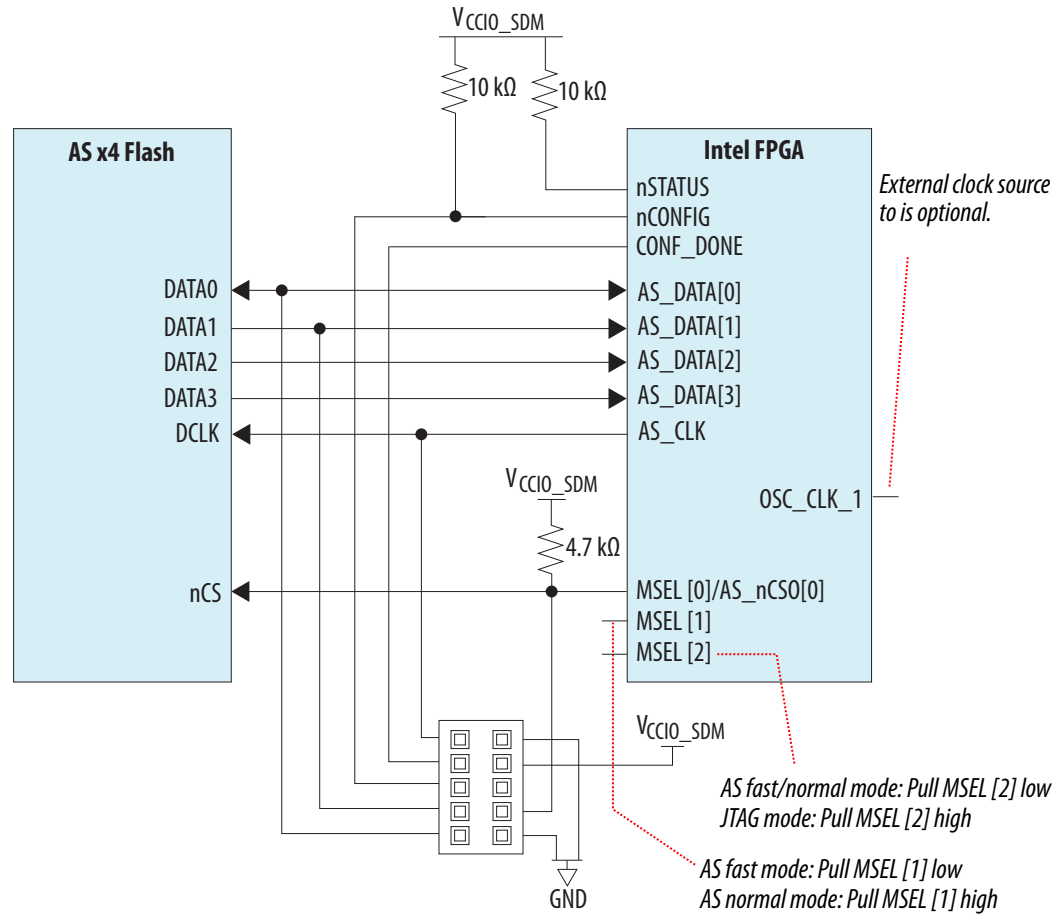 VCCIO_SDM
10 kΩ
10 kΩ
AS x4 Flash
Intel FPGA
nSTATUS
nCONFIG
CONF_DONE
External clock source
to is optional.
DATA0
AS_DATA[0]
DATA1
AS_DATA[1]
DATA2
AS_DATA[2]
DATA3
AS_DATA[3]
DCLK
AS_CLK
VCCIO_SDM
OSC_CLK_1
4.7 kΩ
nCS
MSEL [0]/AS_nCSO[0]
MSEL [1]
MSEL [2]
VCCIO_SDM
AS fast/normal mode: Pull MSEL [2] low
JTAG mode: Pull MSEL [2] high
AS fast mode: Pull MSEL [1] low
AS normal mode: Pull MSEL [1] high
GND